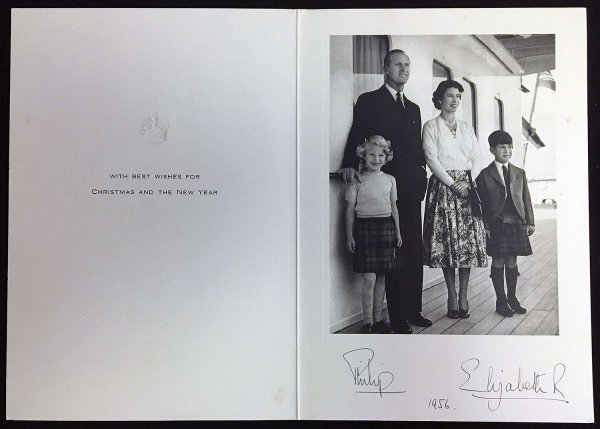 WITH BEST WISHES FOR
CHRISTMAS AND THE NEW YEAR
Philip
Elizabeth R
1956.